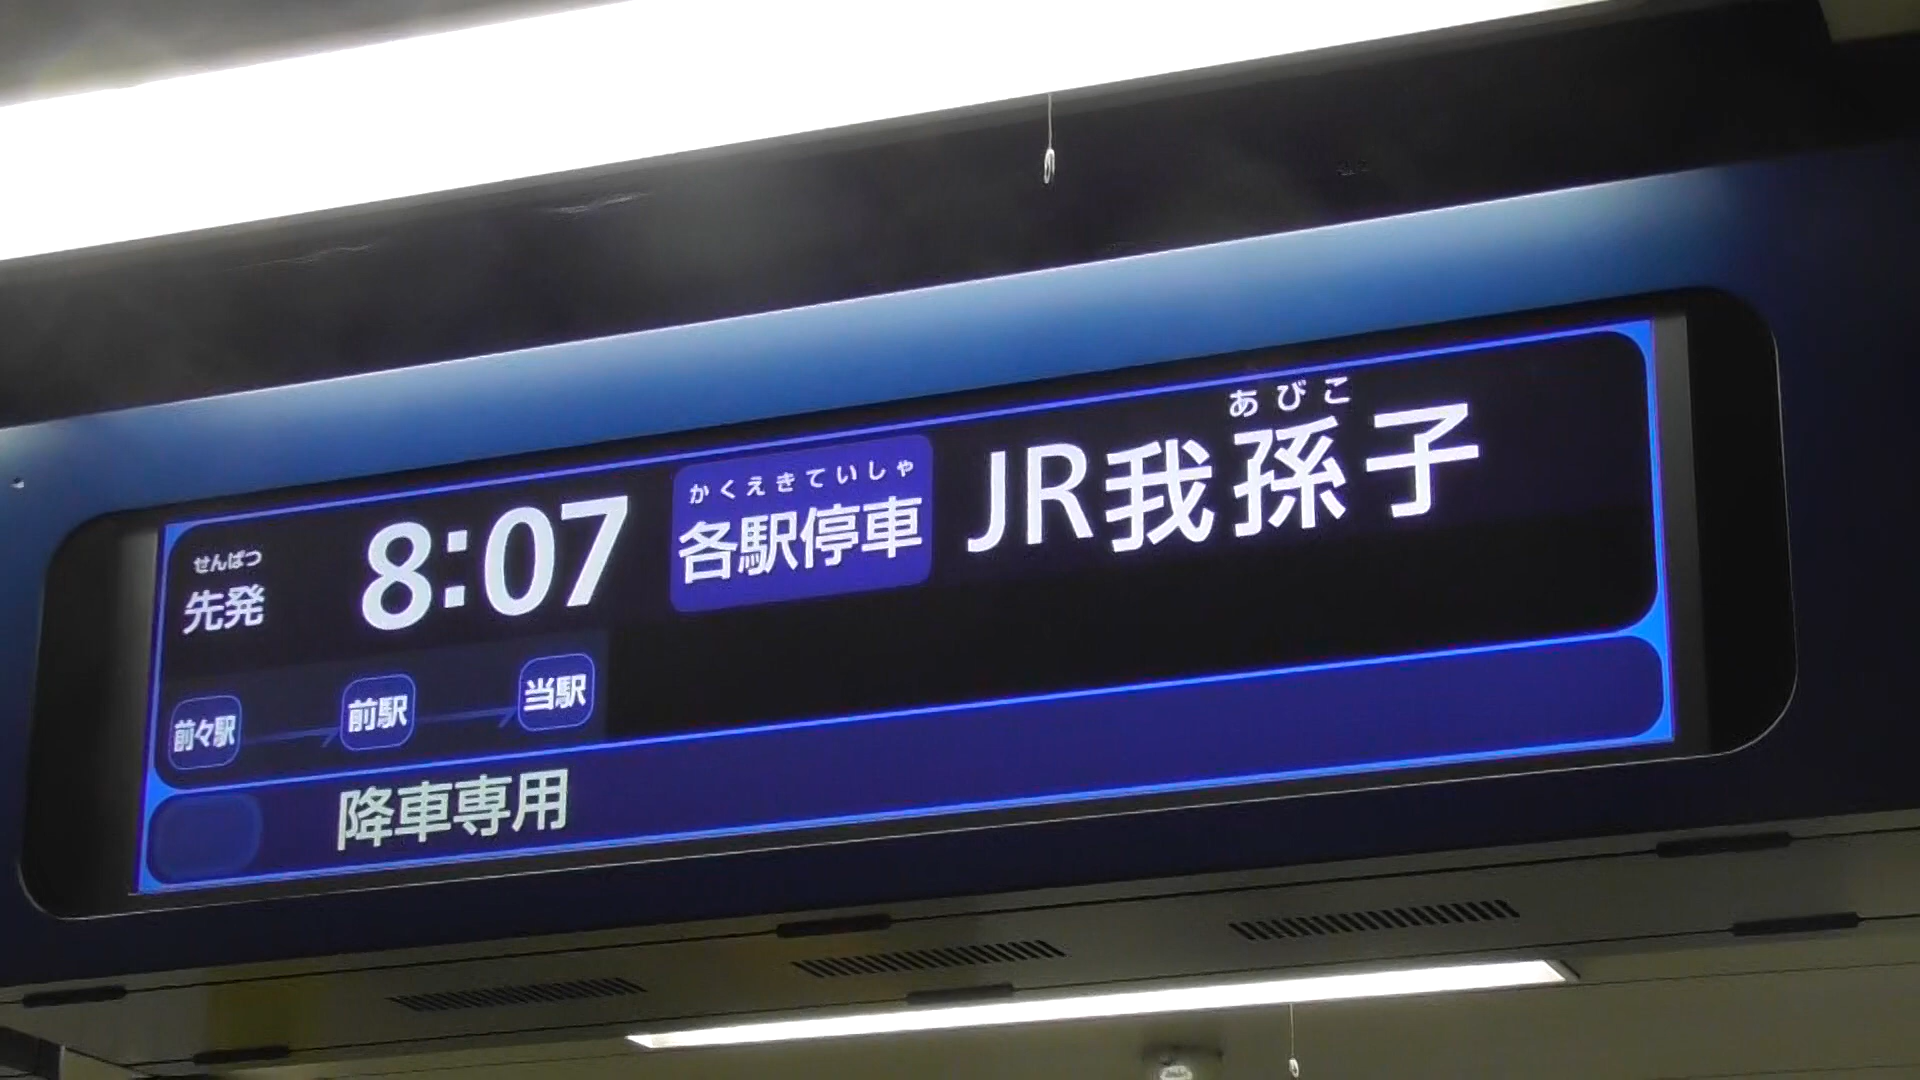 せんぱつ
先発
8:07
かくえきていしゃ
各駅停車
あびこ
JR我孫子
前々駅
前駅
当駅
降車専用